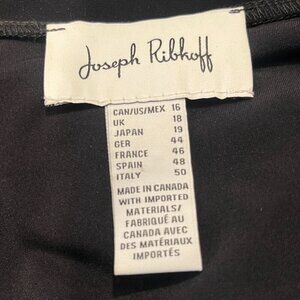 Joseph Ribkoff
CAN/US/MEX 16
UK 18
JAPAN 19
GER 44
FRANCE 46
SPAIN 48
ITALY 50
MADE IN CANADA
WITH IMPORTED
MATERIALS/
FABRIQUÉ AU
CANADA AVEC
DES MATÉRIAUX
IMPORTÉS